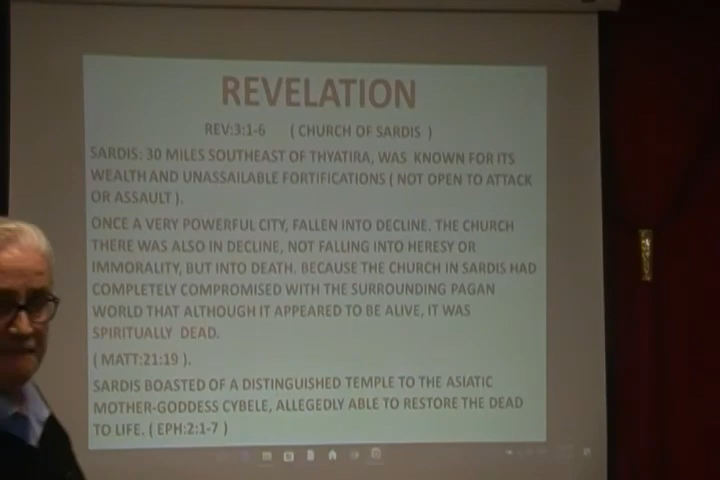 REVELATION
REV:3:1-6 ( CHURCH OF SARDIS )
SARDIS: 30 MILES SOUTHEAST OF THYATIRA, WAS KNOWN FOR ITS
WEALTH AND UNASSAILABLE FORTIFICATIONS ( NOT OPEN TO ATTACK
OR ASSAULT ).
ONCE A VERY POWERFUL CITY, FALLEN INTO DECLINE. THE CHURCH
THERE WAS ALSO IN DECLINE, NOT FALLING INTO HERESY OR
IMMORALITY, BUT INTO DEATH. BECAUSE THE CHURCH IN SARDIS HAD
COMPLETELY COMPROMISED WITH THE SURROUNDING PAGAN
WORLD THAT ALTHOUGH IT APPEARED TO BE ALIVE, IT WAS
SPIRITUALLY DEAD.
( MATT:21:19 ).
SARDIS BOASTED OF A DISTINGUISHED TEMPLE TO THE ASIATIC
MOTHER-GODDESS CYBELE, ALLEGEDLY ABLE TO RESTORE THE DEAD
TO LIFE. ( EPH:2:1-7 )